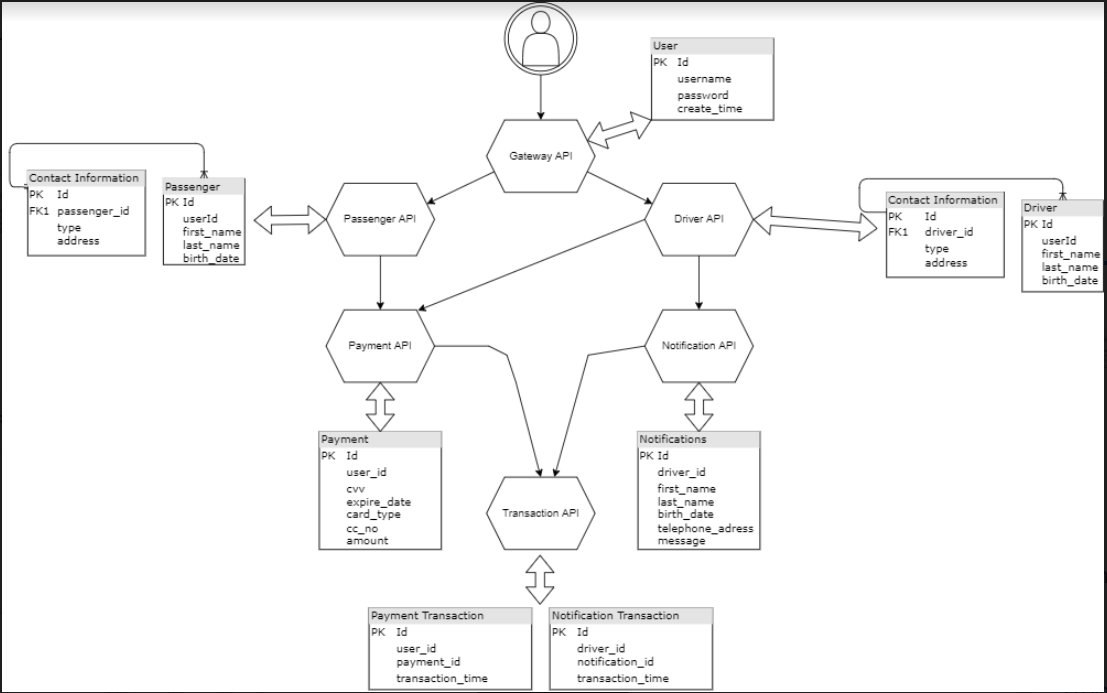 User
PK Id
username
password
create_time
Gateway API
Contact Information
PK Id
FK1 passenger_id
type
address
Passenger
PK Id
userId
first_name
last_name
birth_date
Passenger API
Driver API
Contact Information
PK Id
FK1 driver_id
type
address
Driver
PK Id
userId
first_name
last_name
birth_date
Payment API
Notification API
Payment
PK Id
user_id
cvv
expire_date
card_type
cc_no
amount
Notifications
PK Id
driver_id
first_name
last_name
birth_date
telephone_adress
message
Transaction API
Payment Transaction
PK Id
user_id
payment_id
transaction_time
Notification Transaction
PK Id
driver_id
notification_id
transaction_time